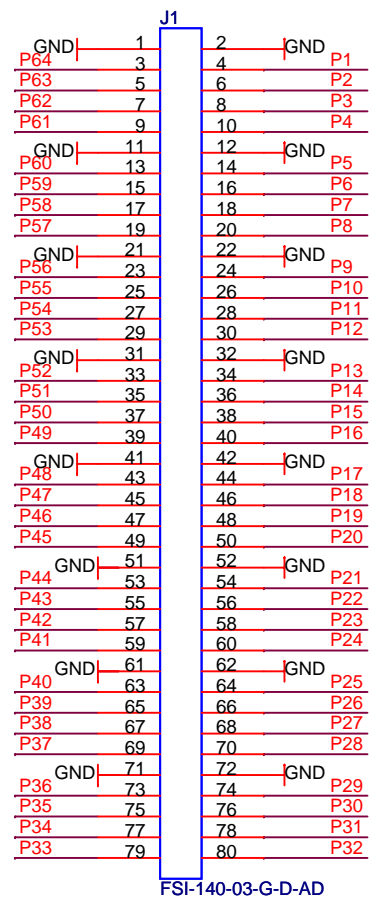 J1
GND 1 2 GND
P64 3 4 P1
P63 5 6 P2
P62 7 8 P3
P61 9 10 P4
GND 11 12 GND
P60 13 14 P5
P59 15 16 P6
P58 17 18 P7
P57 19 20 P8
GND 21 22 GND
P56 23 24 P9
P55 25 26 P10
P54 27 28 P11
P53 29 30 P12
GND 31 32 GND
P52 33 34 P13
P51 35 36 P14
P50 37 38 P15
P49 39 40 P16
GND 41 42 GND
P48 43 44 P17
P47 45 46 P18
P46 47 48 P19
P45 49 50 P20
GND 51 52 GND
P44 53 54 P21
P43 55 56 P22
P42 57 58 P23
P41 59 60 P24
GND 61 62 GND
P40 63 64 P25
P39 65 66 P26
P38 67 68 P27
P37 69 70 P28
GND 71 72 GND
P36 73 74 P29
P35 75 76 P30
P34 77 78 P31
P33 79 80 P32
FSI-140-03-G-D-AD